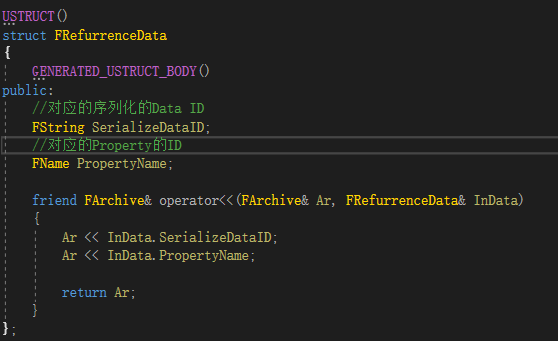 USTRUCT()
struct FRefurrenceData
{
GENERATED_USTRUCT_BODY()
public:
//对应的序列化的Data ID
FString SerializeDataID;
//对应的Property的ID
FName PropertyName;
friend FArchive& operator<<(FArchive& Ar, FRefurrenceData& InData)
{
Ar << InData.SerializeDataID;
Ar << InData.PropertyName;
return Ar;
}
};